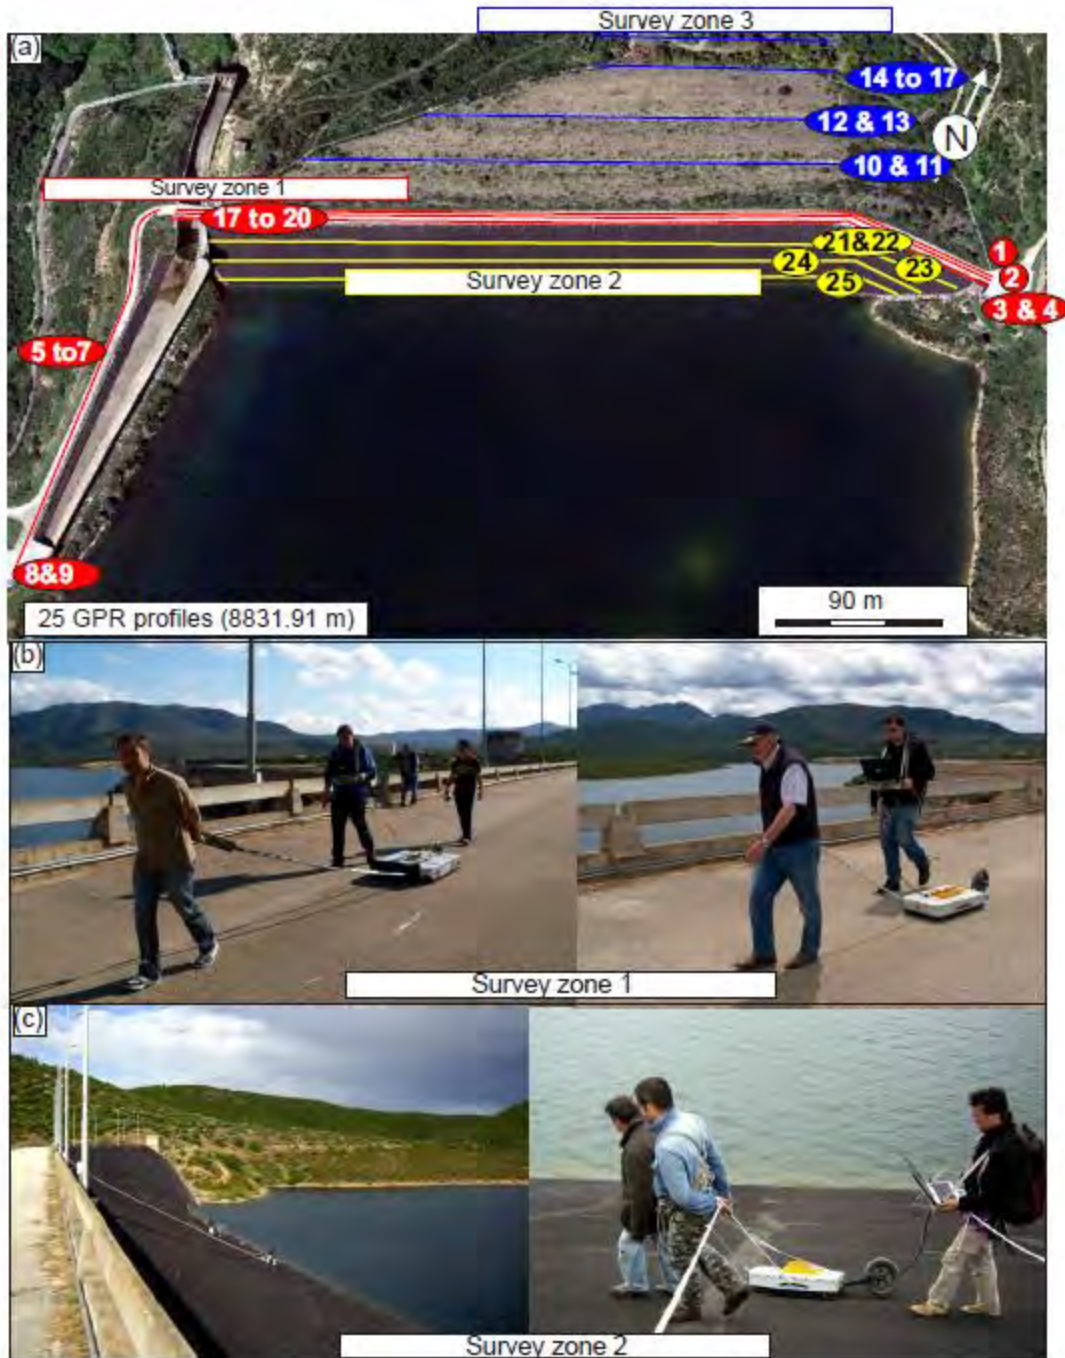 Survey zone 3
(a)
14 to 17
12 & 13
N
10 & 11
Survey zone 1
17 to 20
21&22
1
24
23
2
Survey zone 2
25
3 & 4
5 to7
8&9
25 GPR profiles (8831.91 m)
90 m
(b)
Survey zone 1
(c)
Survey zone 2